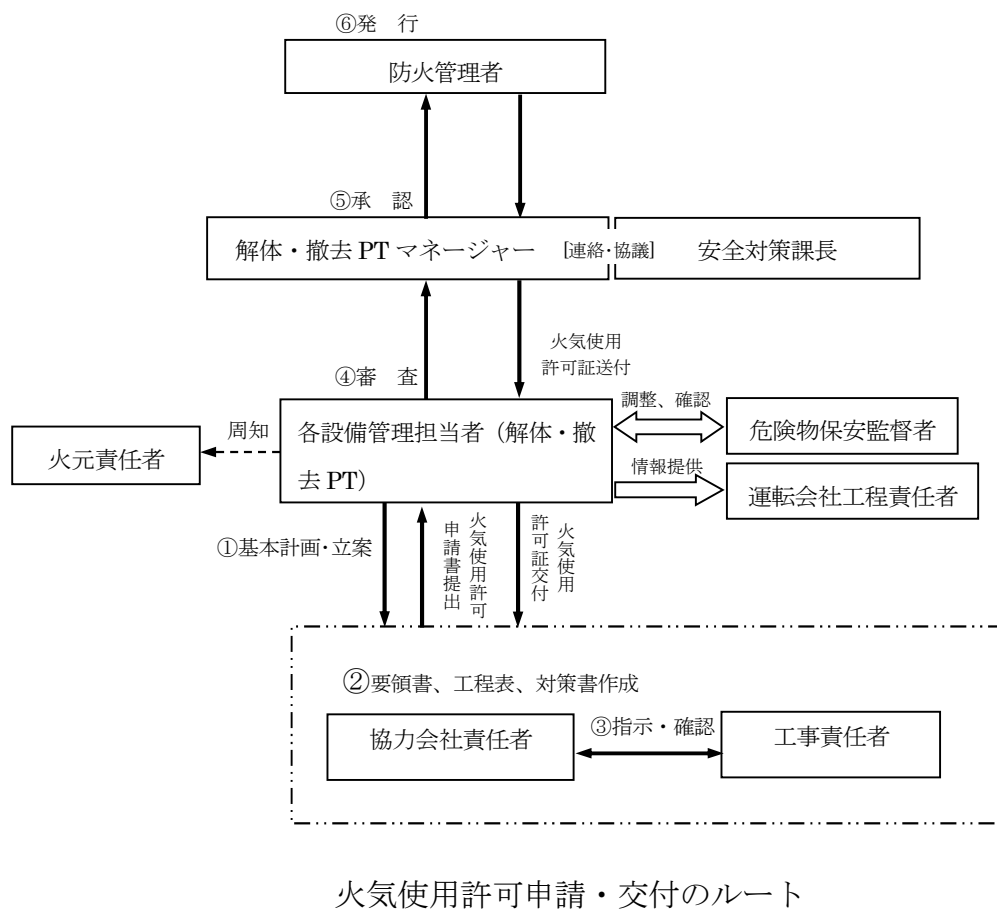 ⑥発　行
防火管理者
⑤承　認
解体・撤去 PT マネージャー　[連絡・協議]　安全対策課長
火気使用
許可証送付
④審　査
調整、確認
周知
各設備管理担当者（解体・撤
去 PT）
危険物保安監督者
火元責任者
情報提供
運転会社工程責任者
①基本計画・立案
火気使用許可
申請書提出
火気使用
許可証交付
②要領書、工程表、対策書作成
協力会社責任者
③指示・確認
工事責任者
火気使用許可申請・交付のルート